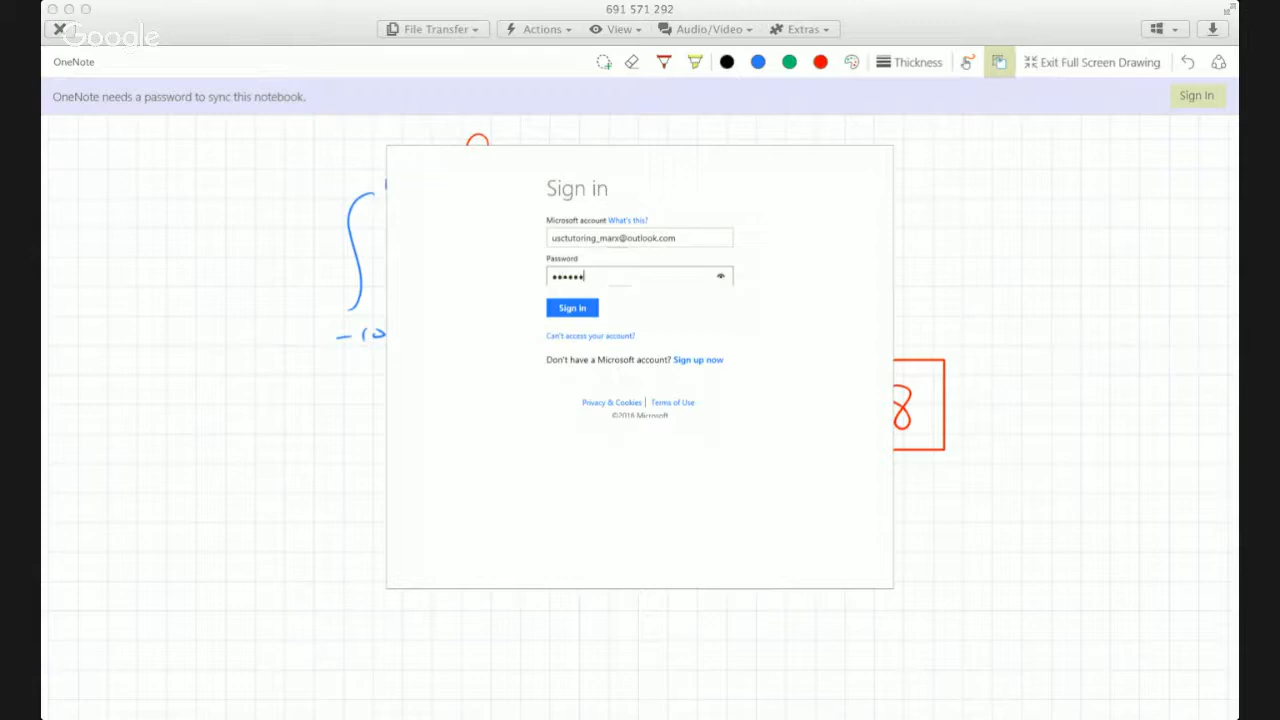 691 571 292
Google
File Transfer
Actions
View
Audio/Video
Extras
OneNote
Thickness
Exit Full Screen Drawing
OneNote needs a password to sync this notebook.
Sign In
Sign in
Microsoft account What's this?
usctutoring_marx@outlook.com
Password
••••••
Sign in
-10
Can't access your account?
Don't have a Microsoft account? Sign up now
8
Privacy & Cookies | Terms of Use
©2016 Microsoft